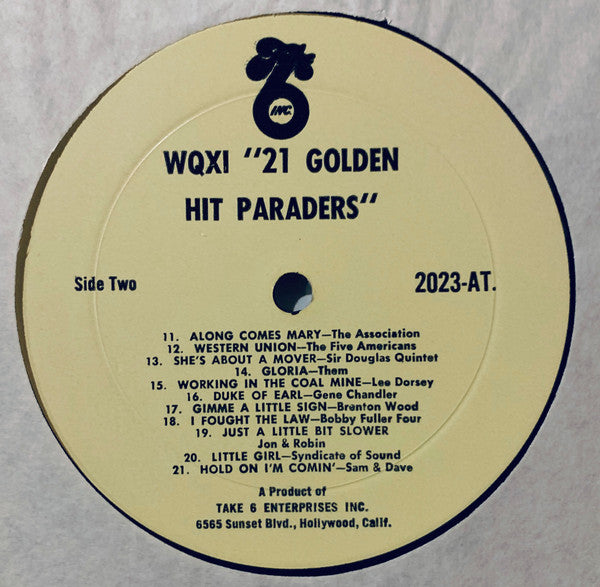 Take
6
INC.
WQXI "21 GOLDEN
HIT PARADERS"
Side Two
2023-AT.
11. ALONG COMES MARY—The Association
12. WESTERN UNION—The Five Americans
13. SHE'S ABOUT A MOVER—Sir Douglas Quintet
14. GLORIA—Them
15. WORKING IN THE COAL MINE—Lee Dorsey
16. DUKE OF EARL—Gene Chandler
17. GIMME A LITTLE SIGN—Brenton Wood
18. I FOUGHT THE LAW—Bobby Fuller Four
19. JUST A LITTLE BIT SLOWER
Jon & Robin
20. LITTLE GIRL—Syndicate of Sound
21. HOLD ON I'M COMIN'—Sam & Dave
A Product of
TAKE 6 ENTERPRISES INC.
6565 Sunset Blvd., Hollywood, Calif.